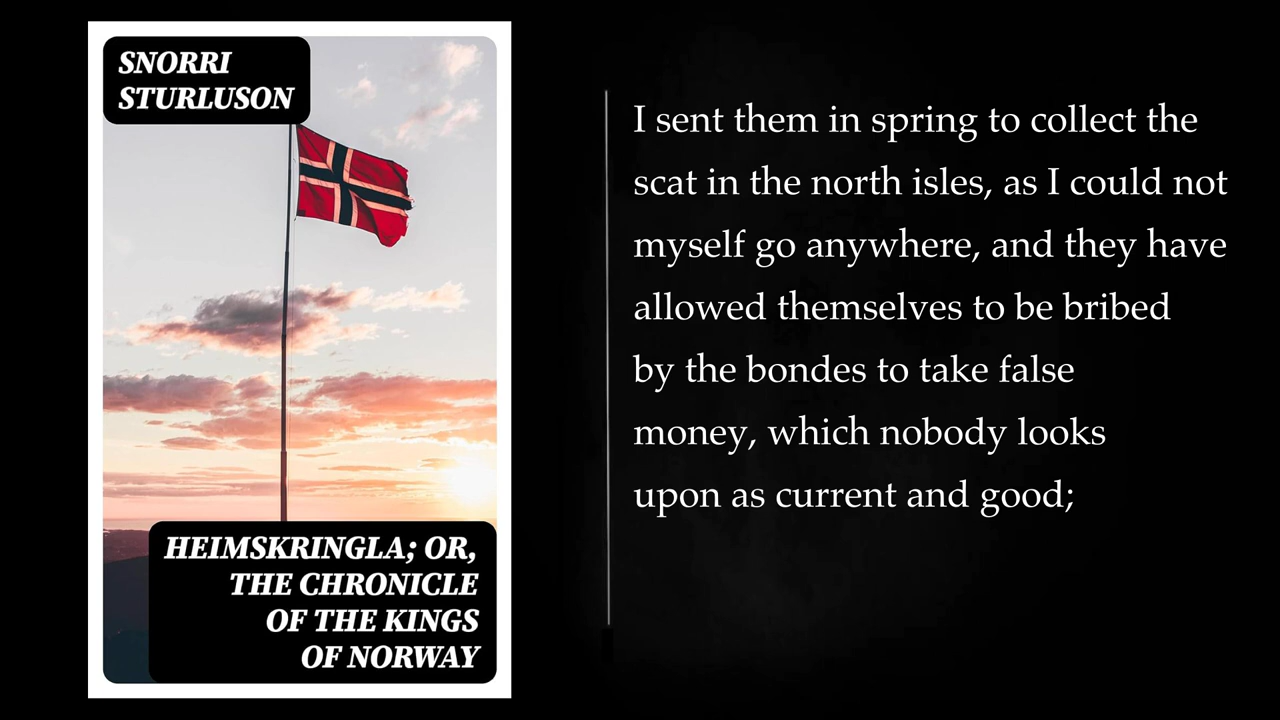 SNORRI
STURLUSON
HEIMSKRINGLA; OR,
THE CHRONICLE
OF THE KINGS
OF NORWAY
I sent them in spring to collect the
scat in the north isles, as I could not
myself go anywhere, and they have
allowed themselves to be bribed
by the bondes to take false
money, which nobody looks
upon as current and good;